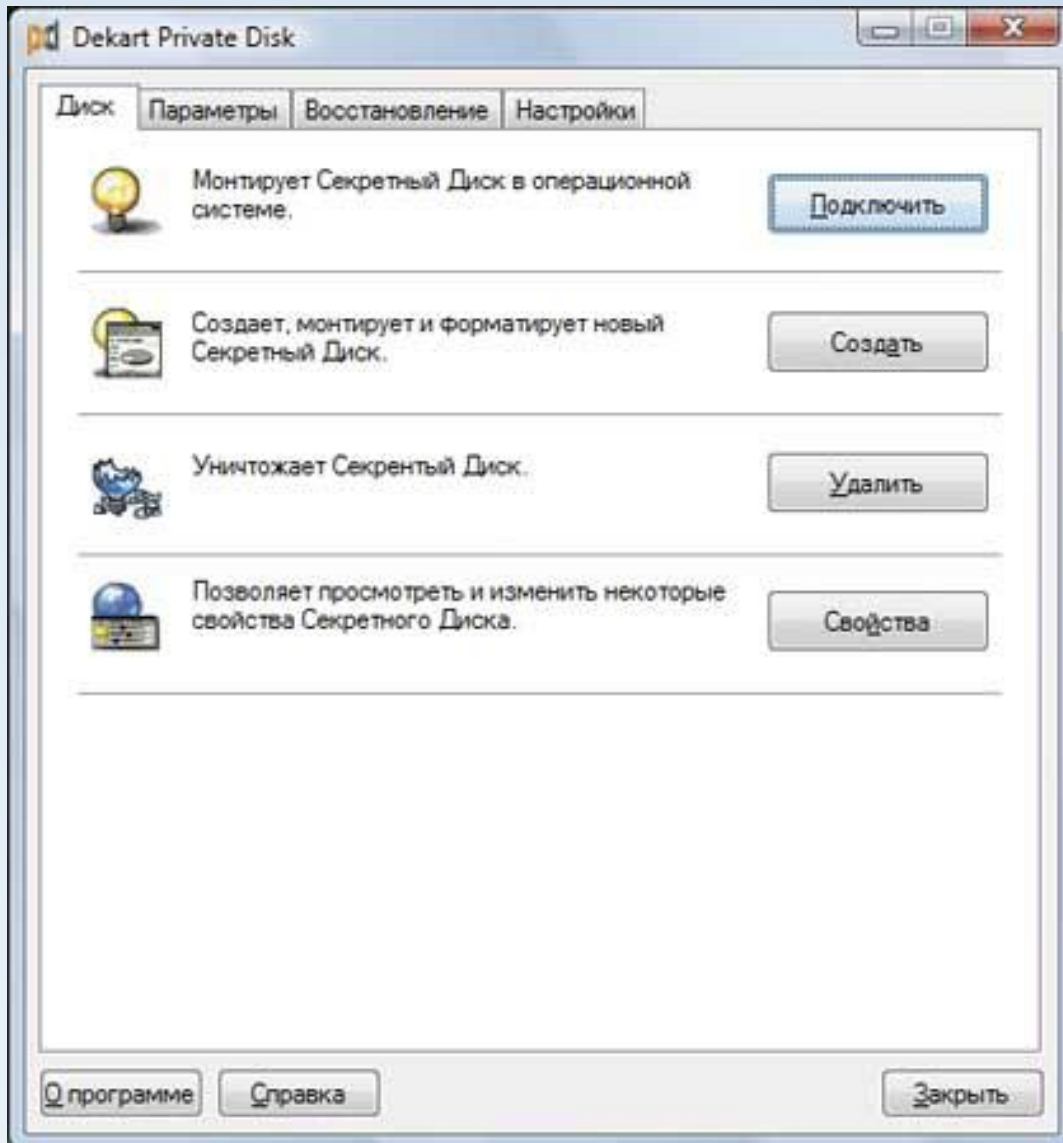 Dekart Private Disk
Диск Параметры Восстановление Настройки
Монтирует Секретный Диск в операционной
системе.
Подключить
Создает, монтирует и форматирует новый
Секретный Диск.
Создать
Уничтожает Секрентый Диск.
Удалить
Позволяет просмотреть и изменить некоторые
свойства Секретного Диска.
Свойства
О программе Справка Закрыть